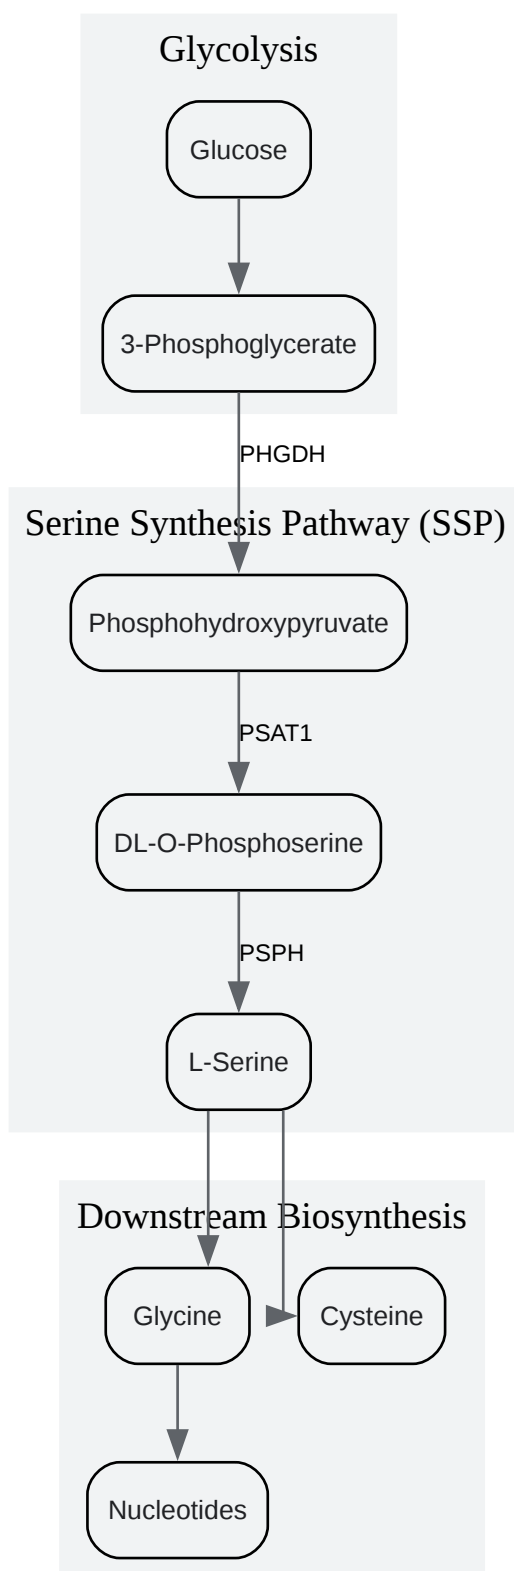 Glycolysis
Glucose
3-Phosphoglycerate
PHGDH
Serine Synthesis Pathway (SSP)
Phosphohydroxypyruvate
PSAT1
DL-O-Phosphoserine
PSPH
L-Serine
Downstream Biosynthesis
Glycine
Cysteine
Nucleotides